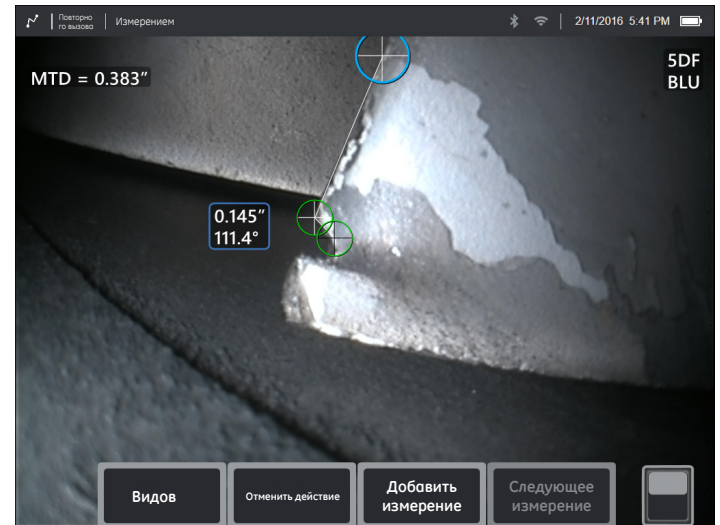 Повторно
го вызова
Измерением
2/11/2016 5:41 PM
MTD = 0.383"
5DF
BLU
0.145"
111.4°
Видов
Отменить действие
Добавить
измерение
Следующее
измерение